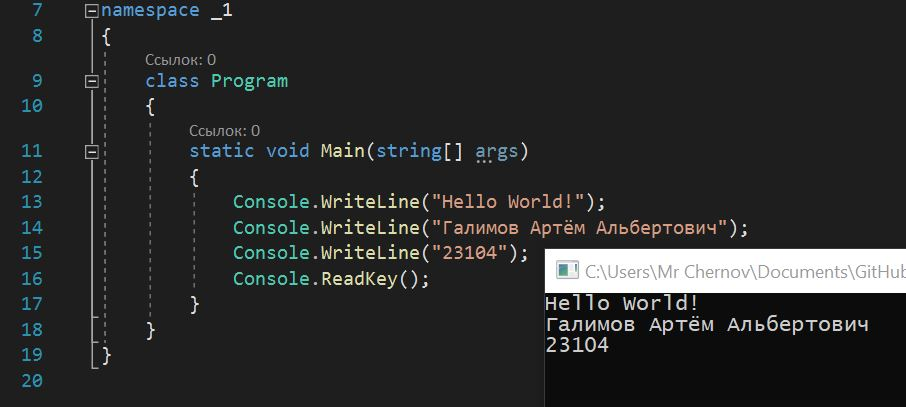 7 namespace _1
8 {
Ссылок: 0
9 class Program
10 {
Ссылок: 0
11 static void Main(string[] args)
12 {
13 Console.WriteLine("Hello World!");
14 Console.WriteLine("Галимов Артём Альбертович");
15 Console.WriteLine("23104");
16 Console.ReadKey();
17 }
18 }
19 }
20
C:\Users\Mr Chernov\Documents\GitHub
Hello World!
Галимов Артём Альбертович
23104